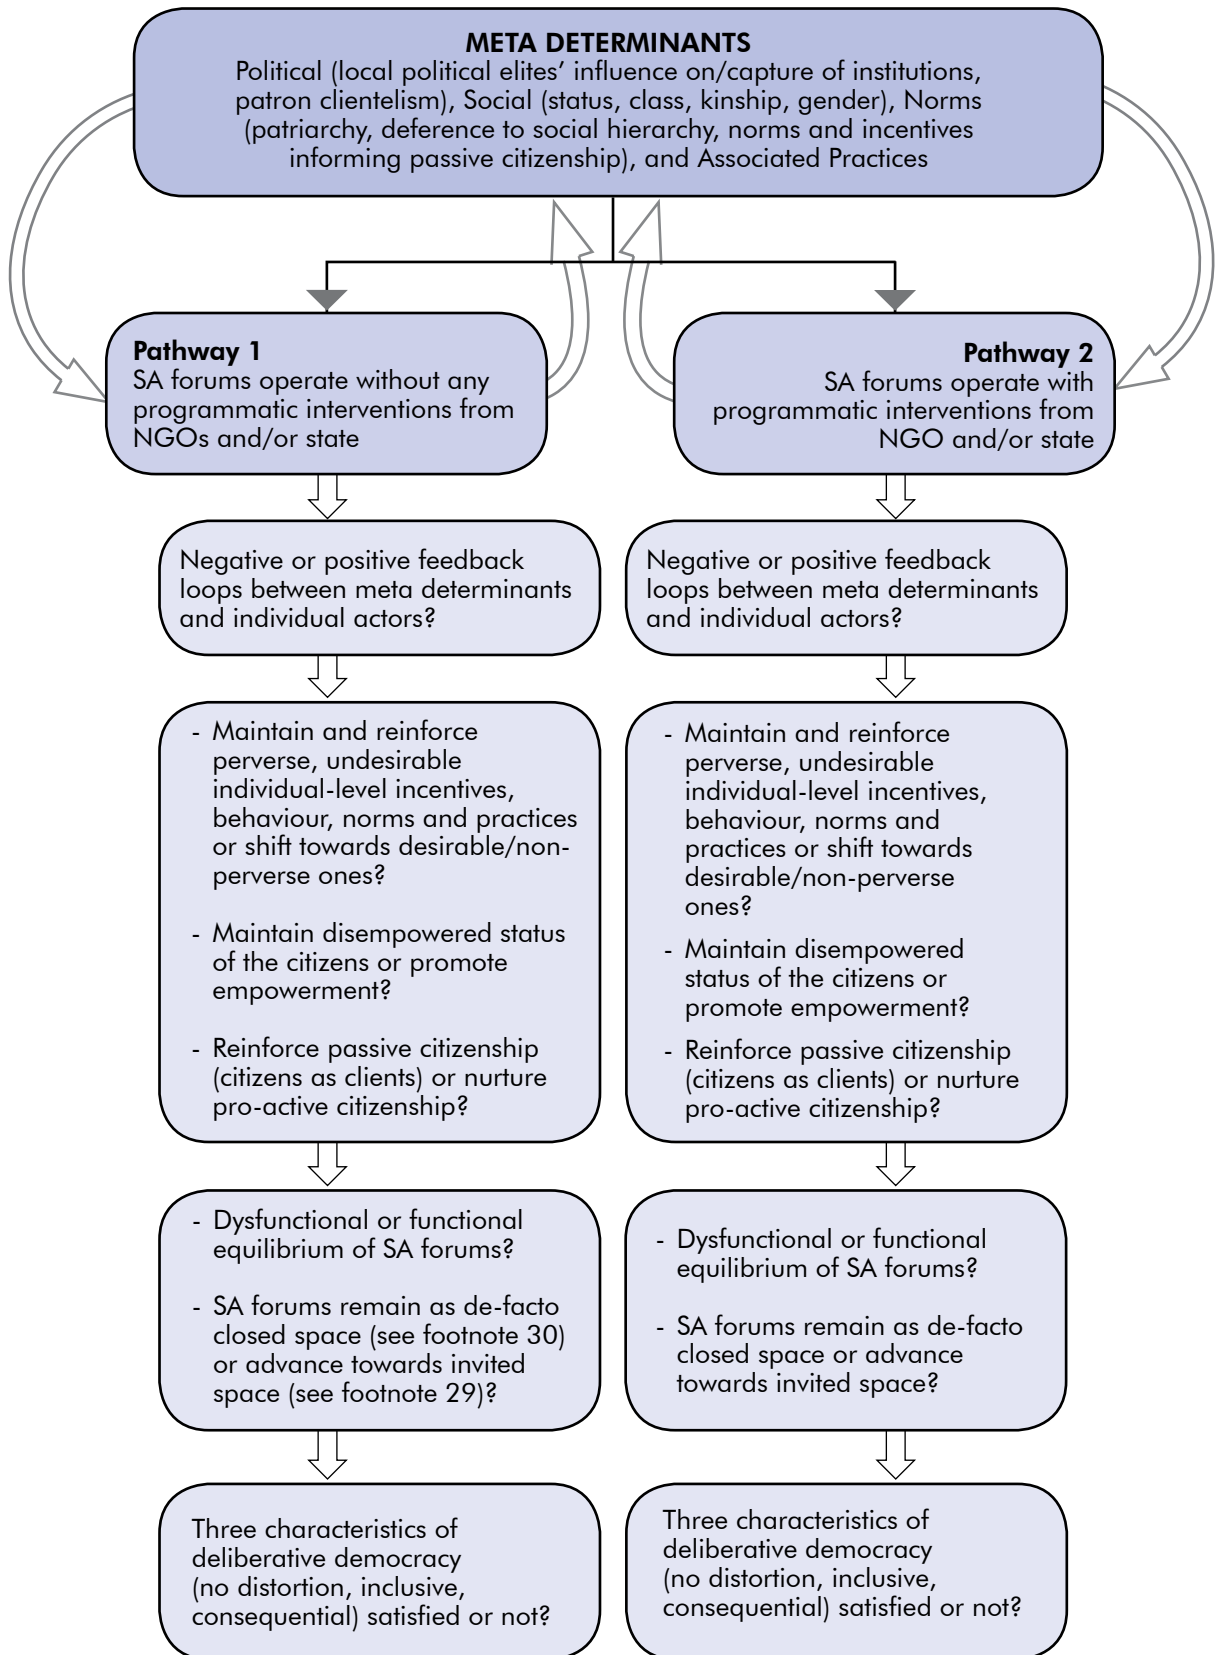 META DETERMINANTS
Political (local political elites’ influence on/capture of institutions,
patron clientelism), Social (status, class, kinship, gender), Norms
(patriarchy, deference to social hierarchy, norms and incentives
informing passive citizenship), and Associated Practices
Pathway 1
SA forums operate without any
programmatic interventions from
NGOs and/or state
Pathway 2
SA forums operate with
programmatic interventions from
NGO and/or state
Negative or positive feedback
loops between meta determinants
and individual actors?
Negative or positive feedback
loops between meta determinants
and individual actors?
- Maintain and reinforce
perverse, undesirable
individual-level incentives,
behaviour, norms and practices
or shift towards desirable/non-
perverse ones?
- Maintain disempowered status
of the citizens or promote
empowerment?
- Reinforce passive citizenship
(citizens as clients) or nurture
pro-active citizenship?
- Maintain and reinforce
perverse, undesirable
individual-level incentives,
behaviour, norms and
practices or shift towards
desirable/non-perverse
ones?
- Maintain disempowered
status of the citizens or
promote empowerment?
- Reinforce passive citizenship
(citizens as clients) or nurture
pro-active citizenship?
- Dysfunctional or functional
equilibrium of SA forums?
- SA forums remain as de-facto
closed space (see footnote 30)
or advance towards invited
space (see footnote 29)?
- Dysfunctional or functional
equilibrium of SA forums?
- SA forums remain as de-facto
closed space or advance
towards invited space?
Three characteristics of
deliberative democracy
(no distortion, inclusive,
consequential) satisfied or not?
Three characteristics of
deliberative democracy
(no distortion, inclusive,
consequential) satisfied or not?